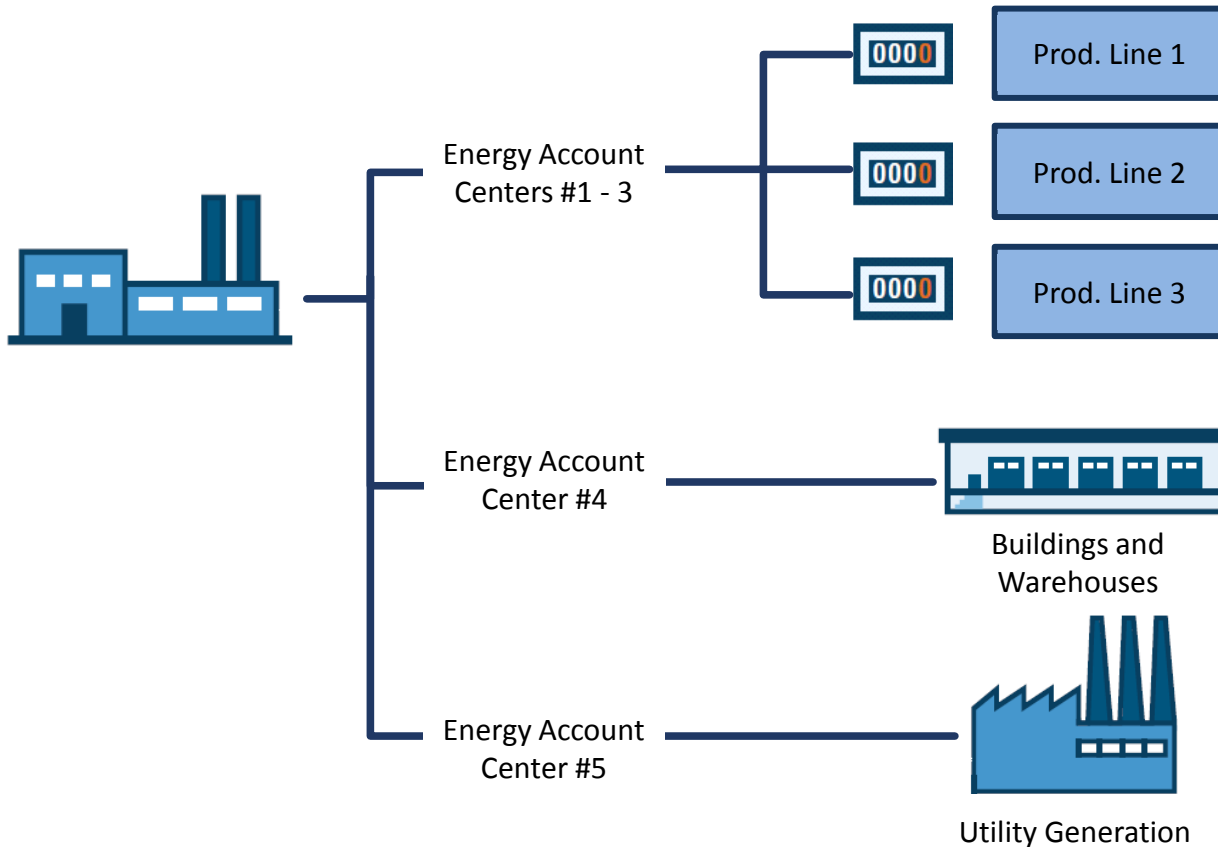 0000
Prod. Line 1
Energy Account
Centers #1 - 3
0000
Prod. Line 2
0000
Prod. Line 3
Energy Account
Center #4
Buildings and
Warehouses
Energy Account
Center #5
Utility Generation